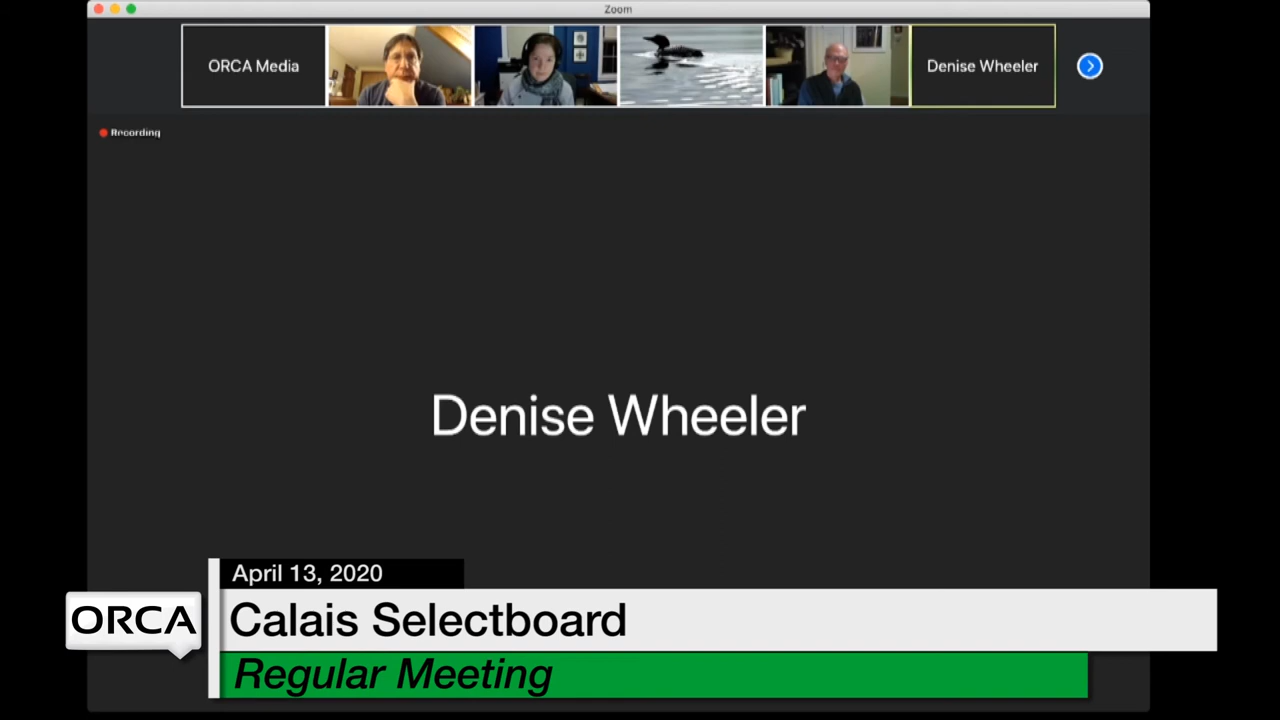 Zoom
ORCA Media
Denise Wheeler
Recording
Denise Wheeler
April 13, 2020
ORCA
Calais Selectboard
Regular Meeting